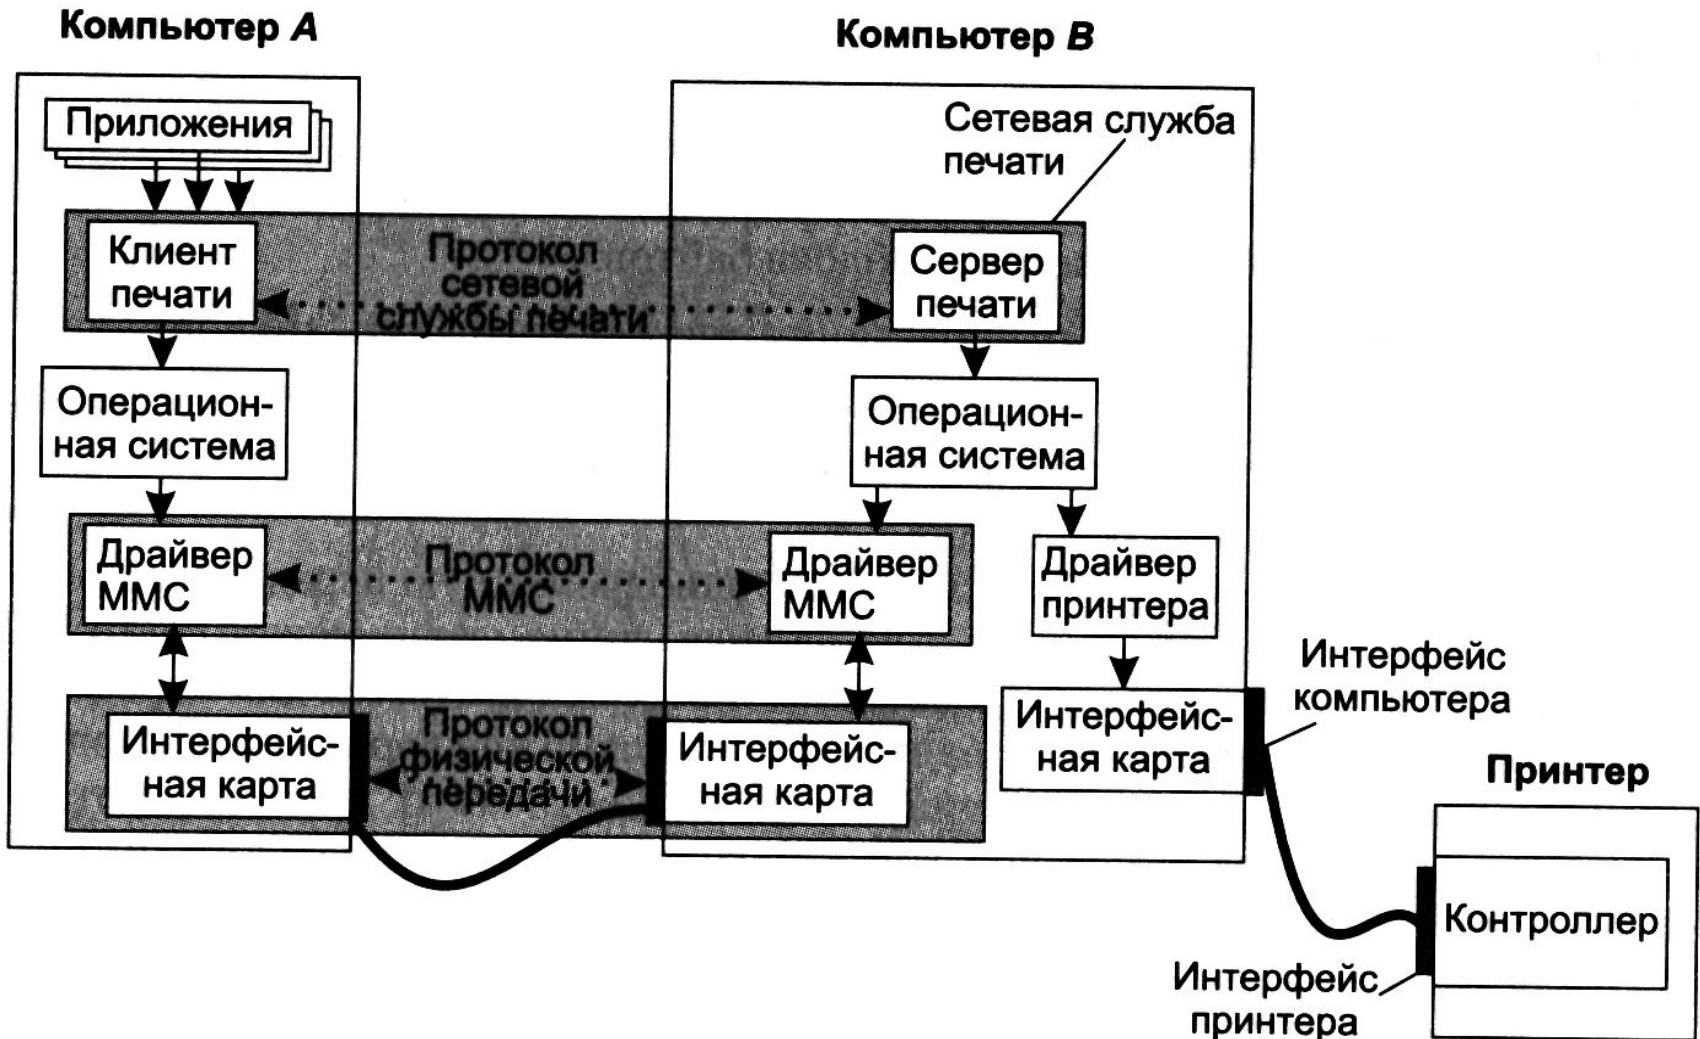 Компьютер A
Компьютер B
Приложения
Сетевая служба
печати
Клиент
печати
Протокол
сетевой
службы печати
Сервер
печати
Операцион-
ная система
Операцион-
ная система
Драйвер
ММС
Протокол
ММС
Драйвер
ММС
Драйвер
принтера
Интерфейс
компьютера
Интерфейс-
ная карта
Протокол
физической
передачи
Интерфейс-
ная карта
Интерфейс-
ная карта
Принтер
Контроллер
Интерфейс
принтера